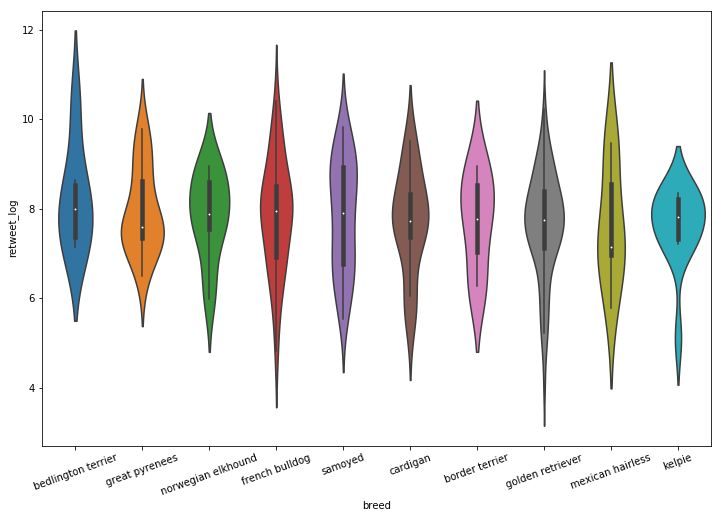 12
10
8
6
4
retweet_log
bedlington terrier
great pyrenees
norwegian elkhound
french bulldog
samoyed
cardigan
border terrier
golden retriever
mexican hairless
kelpie
breed